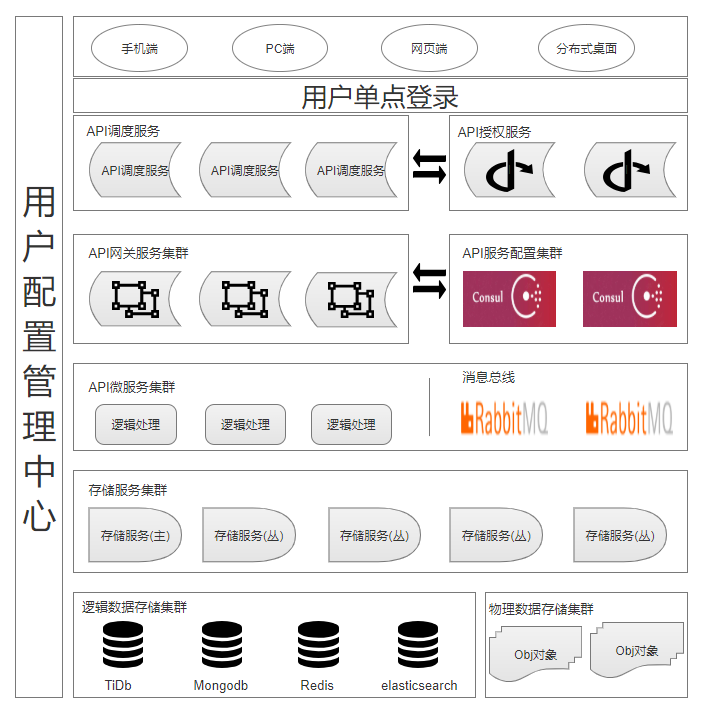 手机端
PC端
网页端
分布式桌面
用户单点登录
用户配置管理中心
API调度服务
API调度服务
API调度服务
API调度服务
API授权服务
API网关服务集群
API服务配置集群
Consul
Consul
API微服务集群
逻辑处理
逻辑处理
逻辑处理
消息总线
RabbitMQ
RabbitMQ
存储服务集群
存储服务(主)
存储服务(丛)
存储服务(丛)
存储服务(丛)
存储服务(丛)
逻辑数据存储集群
TiDb
Mongodb
Redis
elasticsearch
物理数据存储集群
Obj对象
Obj对象